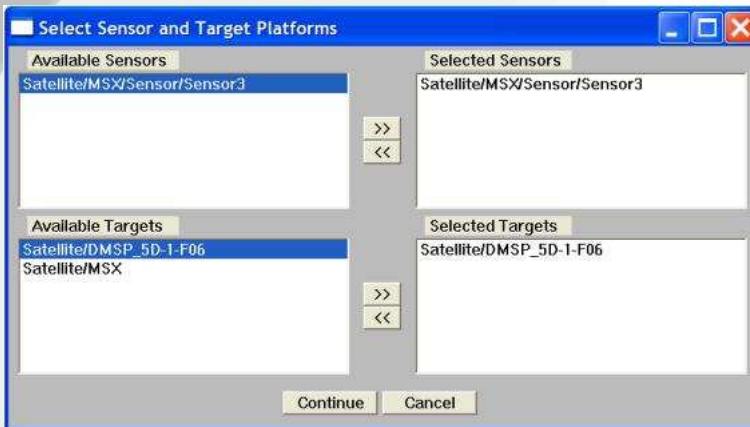 Select Sensor and Target Platforms
Available Sensors
Satellite/MSX/Sensor/Sensor3
Selected Sensors
Satellite/MSX/Sensor/Sensor3
>>
<<
Available Targets
Satellite/DMSP_5D-1-F06
Satellite/MSX
Selected Targets
Satellite/DMSP_5D-1-F06
>>
<<
Continue
Cancel